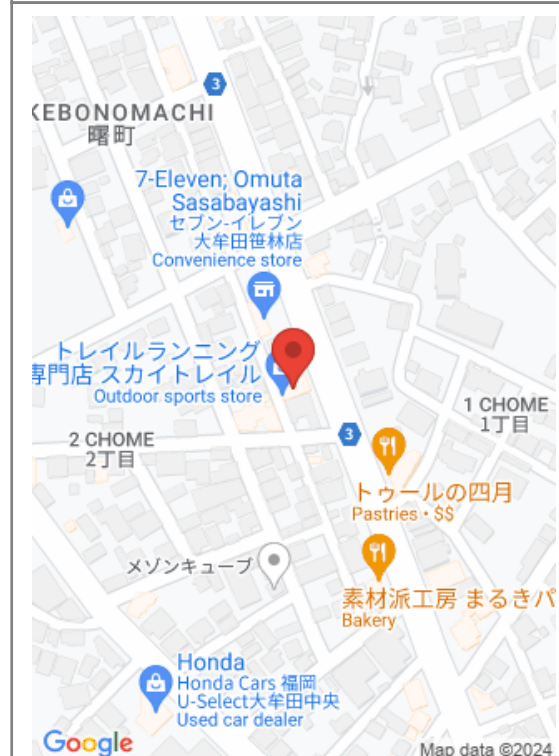 3
KEBONOMACHI
曙町
7-Eleven; Omuta
Sasabayashi
セブン-イレブン
大牟田笹林店
Convenience store
トレイルランニング
専門店 スカイトレイル
Outdoor sports store
1 CHOME
1丁目
2 CHOME
2丁目
3
トゥールの四月
Pastries • $$
メゾンキューブ
素材派工房 まるきパ
Bakery
Honda
Honda Cars 福岡
U-Select大牟田中央
Used car dealer
Google
Map data ©2024